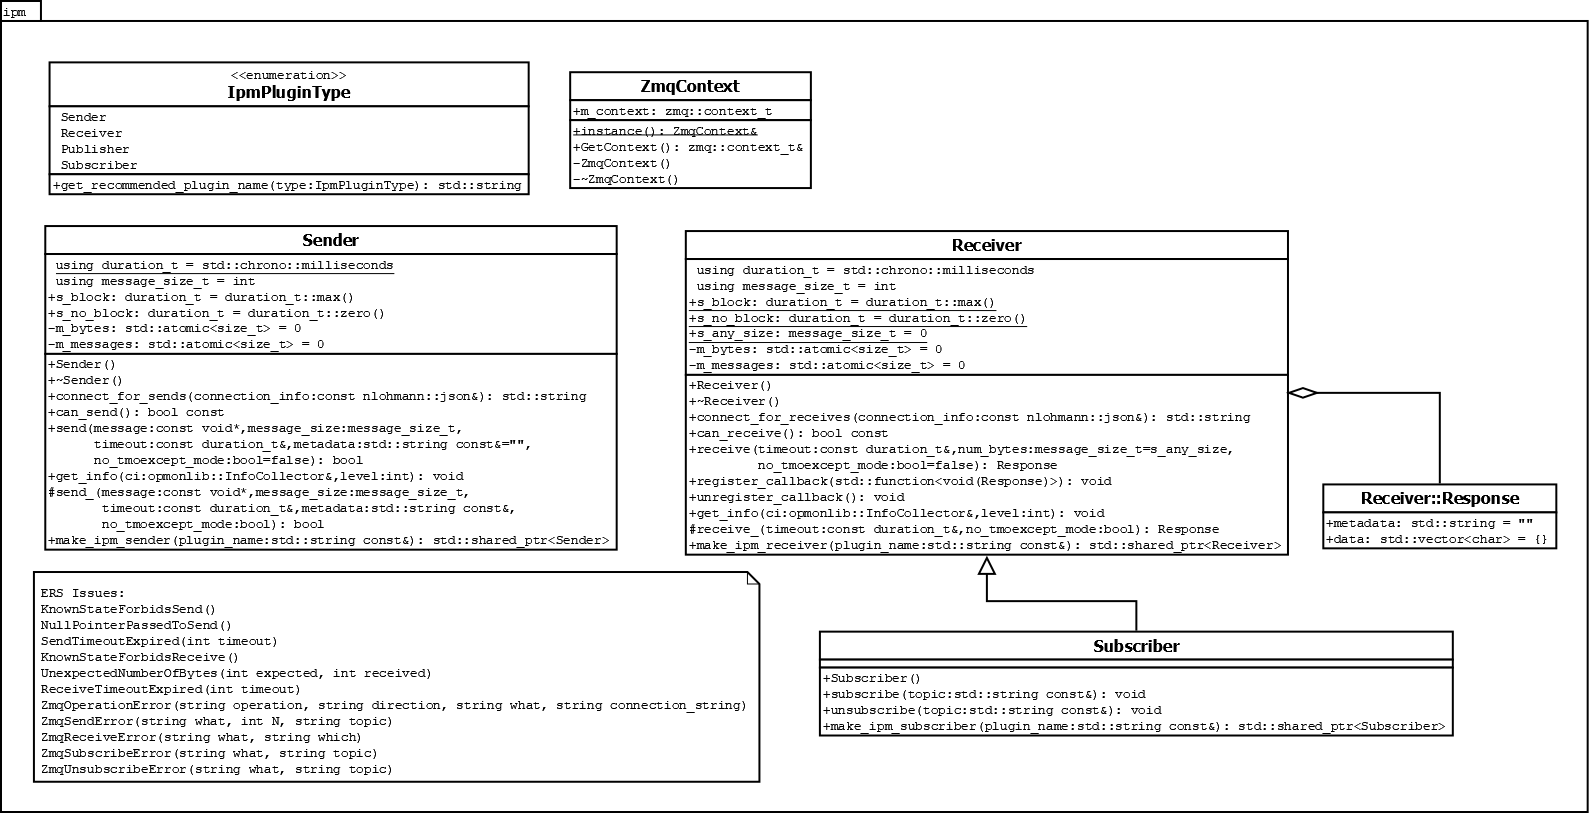 ipm
<<enumeration>>
IpmPluginType
Sender
Receiver
Publisher
Subscriber
+get_recommended_plugin_name(type:IpmPluginType): std::string
ZmqContext
+m_context: zmq::context_t
+instance(): ZmqContext&
+GetContext(): zmq::context_t&
-ZmqContext()
-~ZmqContext()
Sender
using duration_t = std::chrono::milliseconds
using message_size_t = int
+s_block: duration_t = duration_t::max()
+s_no_block: duration_t = duration_t::zero()
-m_bytes: std::atomic<size_t> = 0
-m_messages: std::atomic<size_t> = 0
+Sender()
+~Sender()
+connect_for_sends(connection_info:const nlohmann::json&): std::string
+can_send(): bool const
+send(message:const void*,message_size:message_size_t,
timeout:const duration_t&,metadata:std::string const&="",
no_tmoexcept_mode:bool=false): bool
+get_info(ci:opmonlib::InfoCollector&,level:int): void
#send_(message:const void*,message_size:message_size_t,
timeout:const duration_t&,metadata:std::string const&,
no_tmoexcept_mode:bool): bool
+make_ipm_sender(plugin_name:std::string const&): std::shared_ptr<Sender>
Receiver
using duration_t = std::chrono::milliseconds
using message_size_t = int
+s_block: duration_t = duration_t::max()
+s_no_block: duration_t = duration_t::zero()
+s_any_size: message_size_t = 0
-m_bytes: std::atomic<size_t> = 0
-m_messages: std::atomic<size_t> = 0
+Receiver()
+~Receiver()
+connect_for_receives(connection_info:const nlohmann::json&): std::string
+can_receive(): bool const
+receive(timeout:const duration_t&,num_bytes:message_size_t=s_any_size,
no_tmoexcept_mode:bool=false): Response
+register_callback(std::function<void(Response)>): void
+unregister_callback(): void
+get_info(ci:opmonlib::InfoCollector&,level:int): void
#receive_(timeout:const duration_t&,no_tmoexcept_mode:bool): Response
+make_ipm_receiver(plugin_name:std::string const&): std::shared_ptr<Receiver>
Receiver::Response
+metadata: std::string = ""
+data: std::vector<char> = {}
ERS Issues:
KnownStateForbidsSend()
NullPointerPassedToSend()
SendTimeoutExpired(int timeout)
KnownStateForbidsReceive()
UnexpectedNumberOfBytes(int expected, int received)
ReceiveTimeoutExpired(int timeout)
ZmqOperationError(string operation, string direction, string what, string connection_string)
ZmqSendError(string what, int N, string topic)
ZmqReceiveError(string what, string which)
ZmqSubscribeError(string what, string topic)
ZmqUnsubscribeError(string what, string topic)
Subscriber
+Subscriber()
+subscribe(topic:std::string const&): void
+unsubscribe(topic:std::string const&): void
+make_ipm_subscriber(plugin_name:std::string const&): std::shared_ptr<Subscriber>